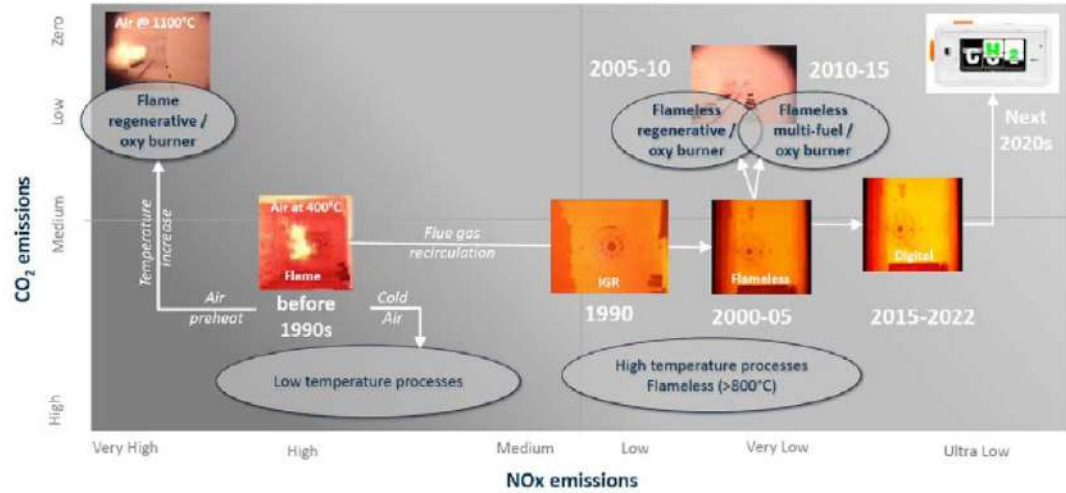 Zero
Low
Medium
High
CO₂ emissions
Air @ 1100°C
Flame
regenerative /
oxy burner
Temperature
increase
Air
preheat
Air at 400°C
Flame
before
1990s
Cold
Air
Low temperature processes
Flue gas
recirculation
IGR
1990
2005-10
2010-15
Flameless
regenerative /
oxy burner
Flameless
multi-fuel /
oxy burner
Flameless
2000-05
High temperature processes
Flameless (>800°C)
Digital
2015-2022
Next
2020s
Very High
High
Medium
Low
Very Low
Ultra Low
NOx emissions